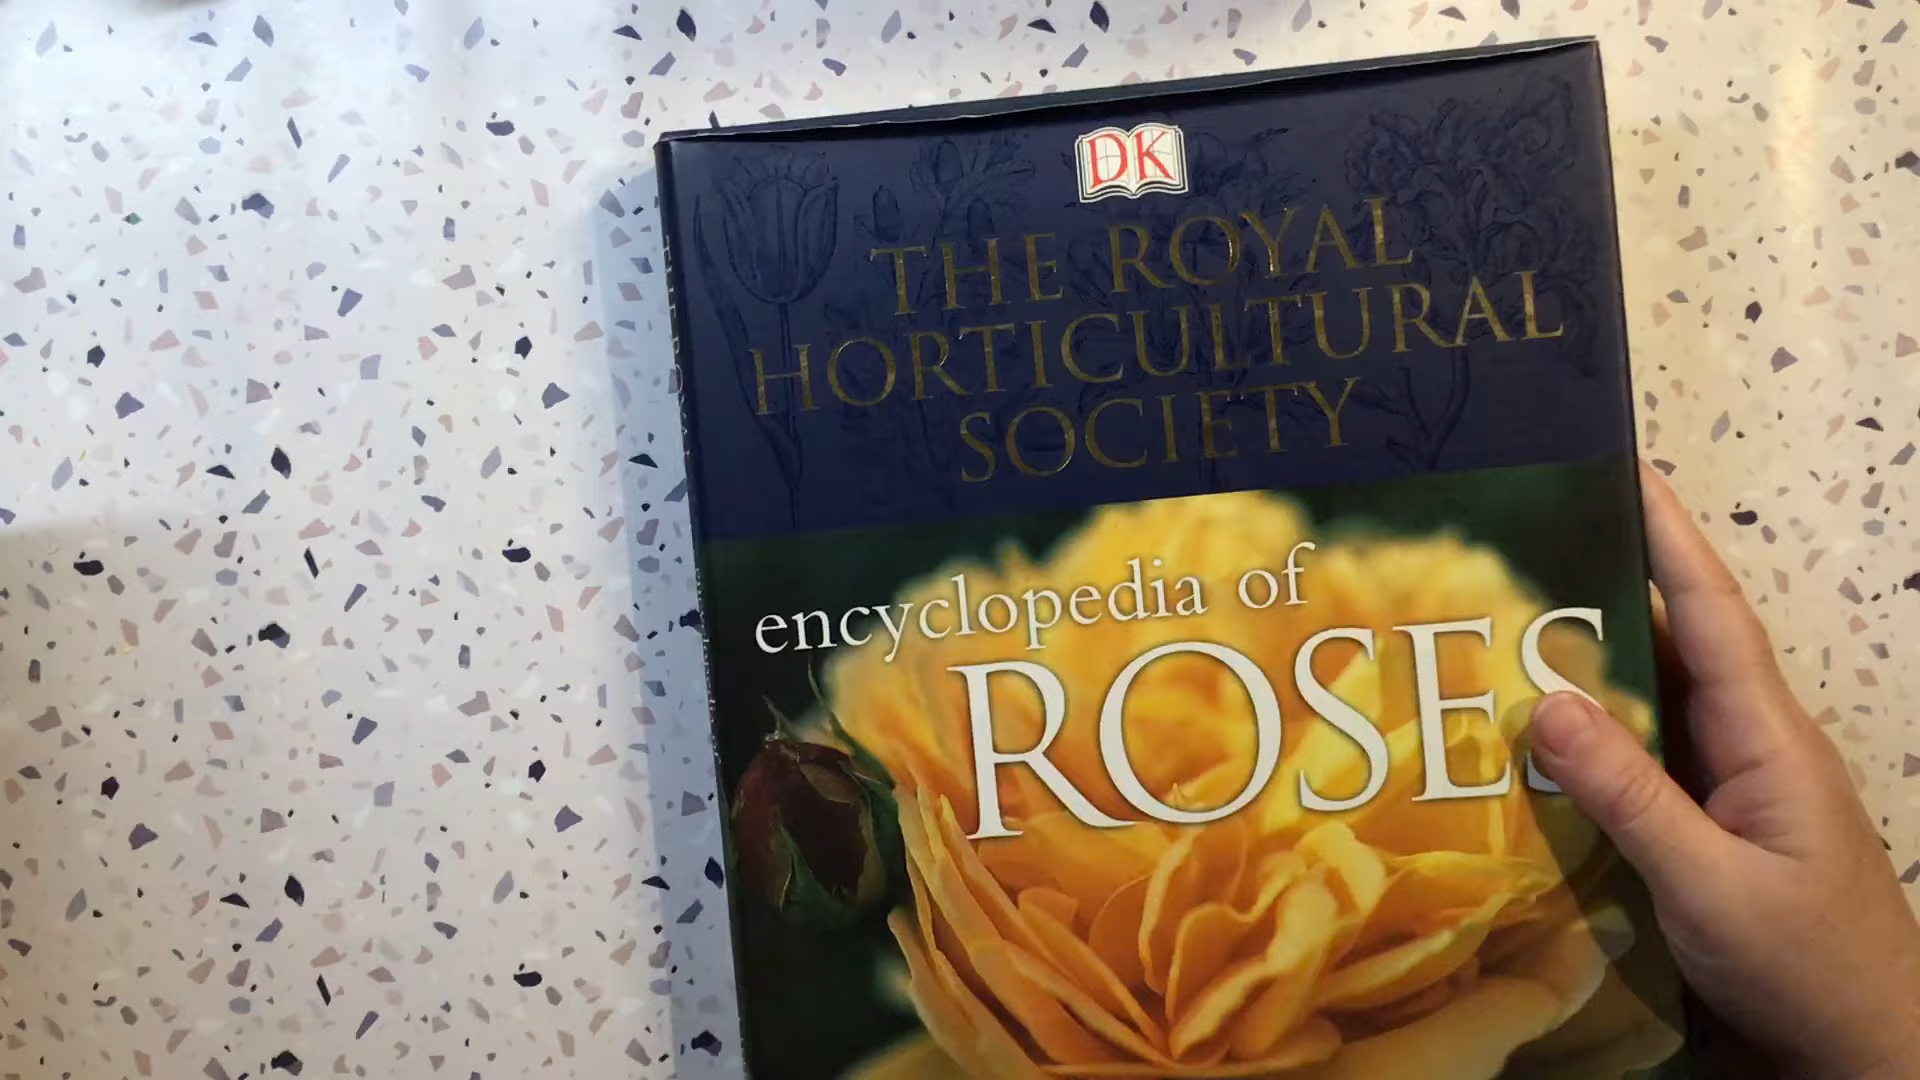 DK
THE ROYAL
HORTICULTURAL
SOCIETY
encyclopedia of
ROSES